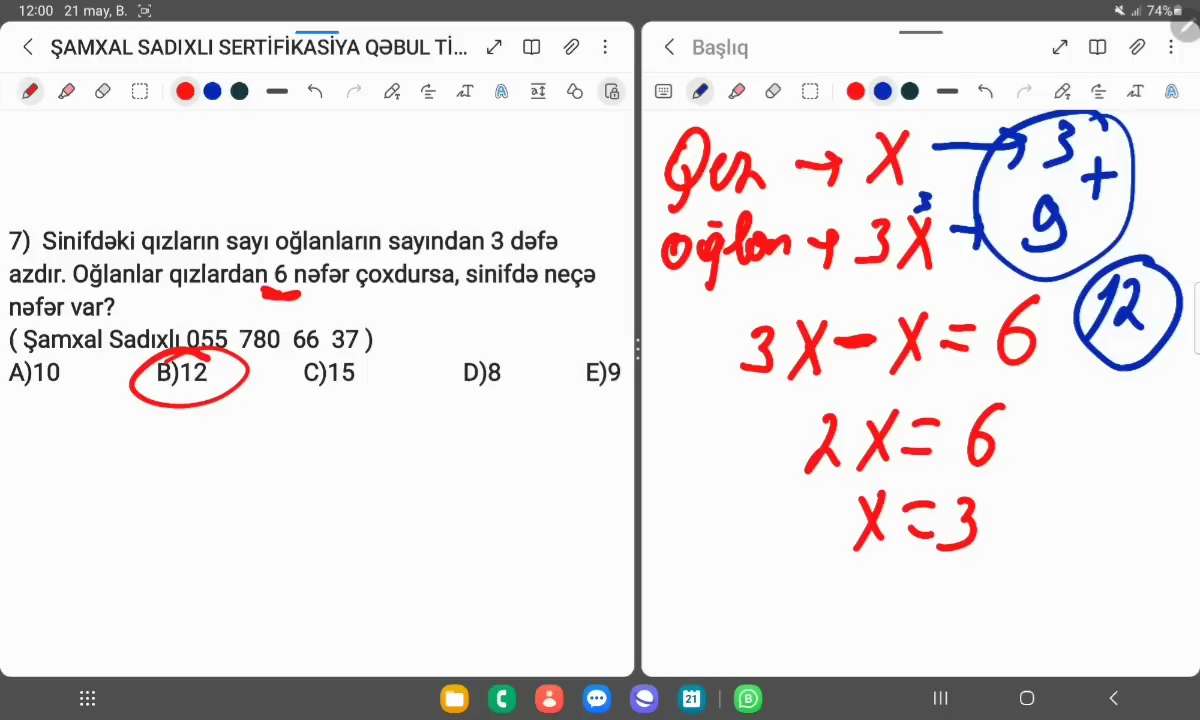 12:00 21 may, B. 74%
ŞAMXAL SADIXLI SERTİFİKASİYA QƏBUL Tİ...
7) Sinifdəki qızların sayı oğlanların sayından 3 dəfə
azdır. Oğlanlar qızlardan 6 nəfər çoxdursa, sinifdə neçə
nəfər var?
( Şamxal Sadıxlı 055 780 66 37 )
A)10 B)12 C)15 D)8 E)9
Başlıq
Qız → X → 3
+
oğlan → 3X → 9
3
12
3X - X = 6
2X = 6
X = 3
21